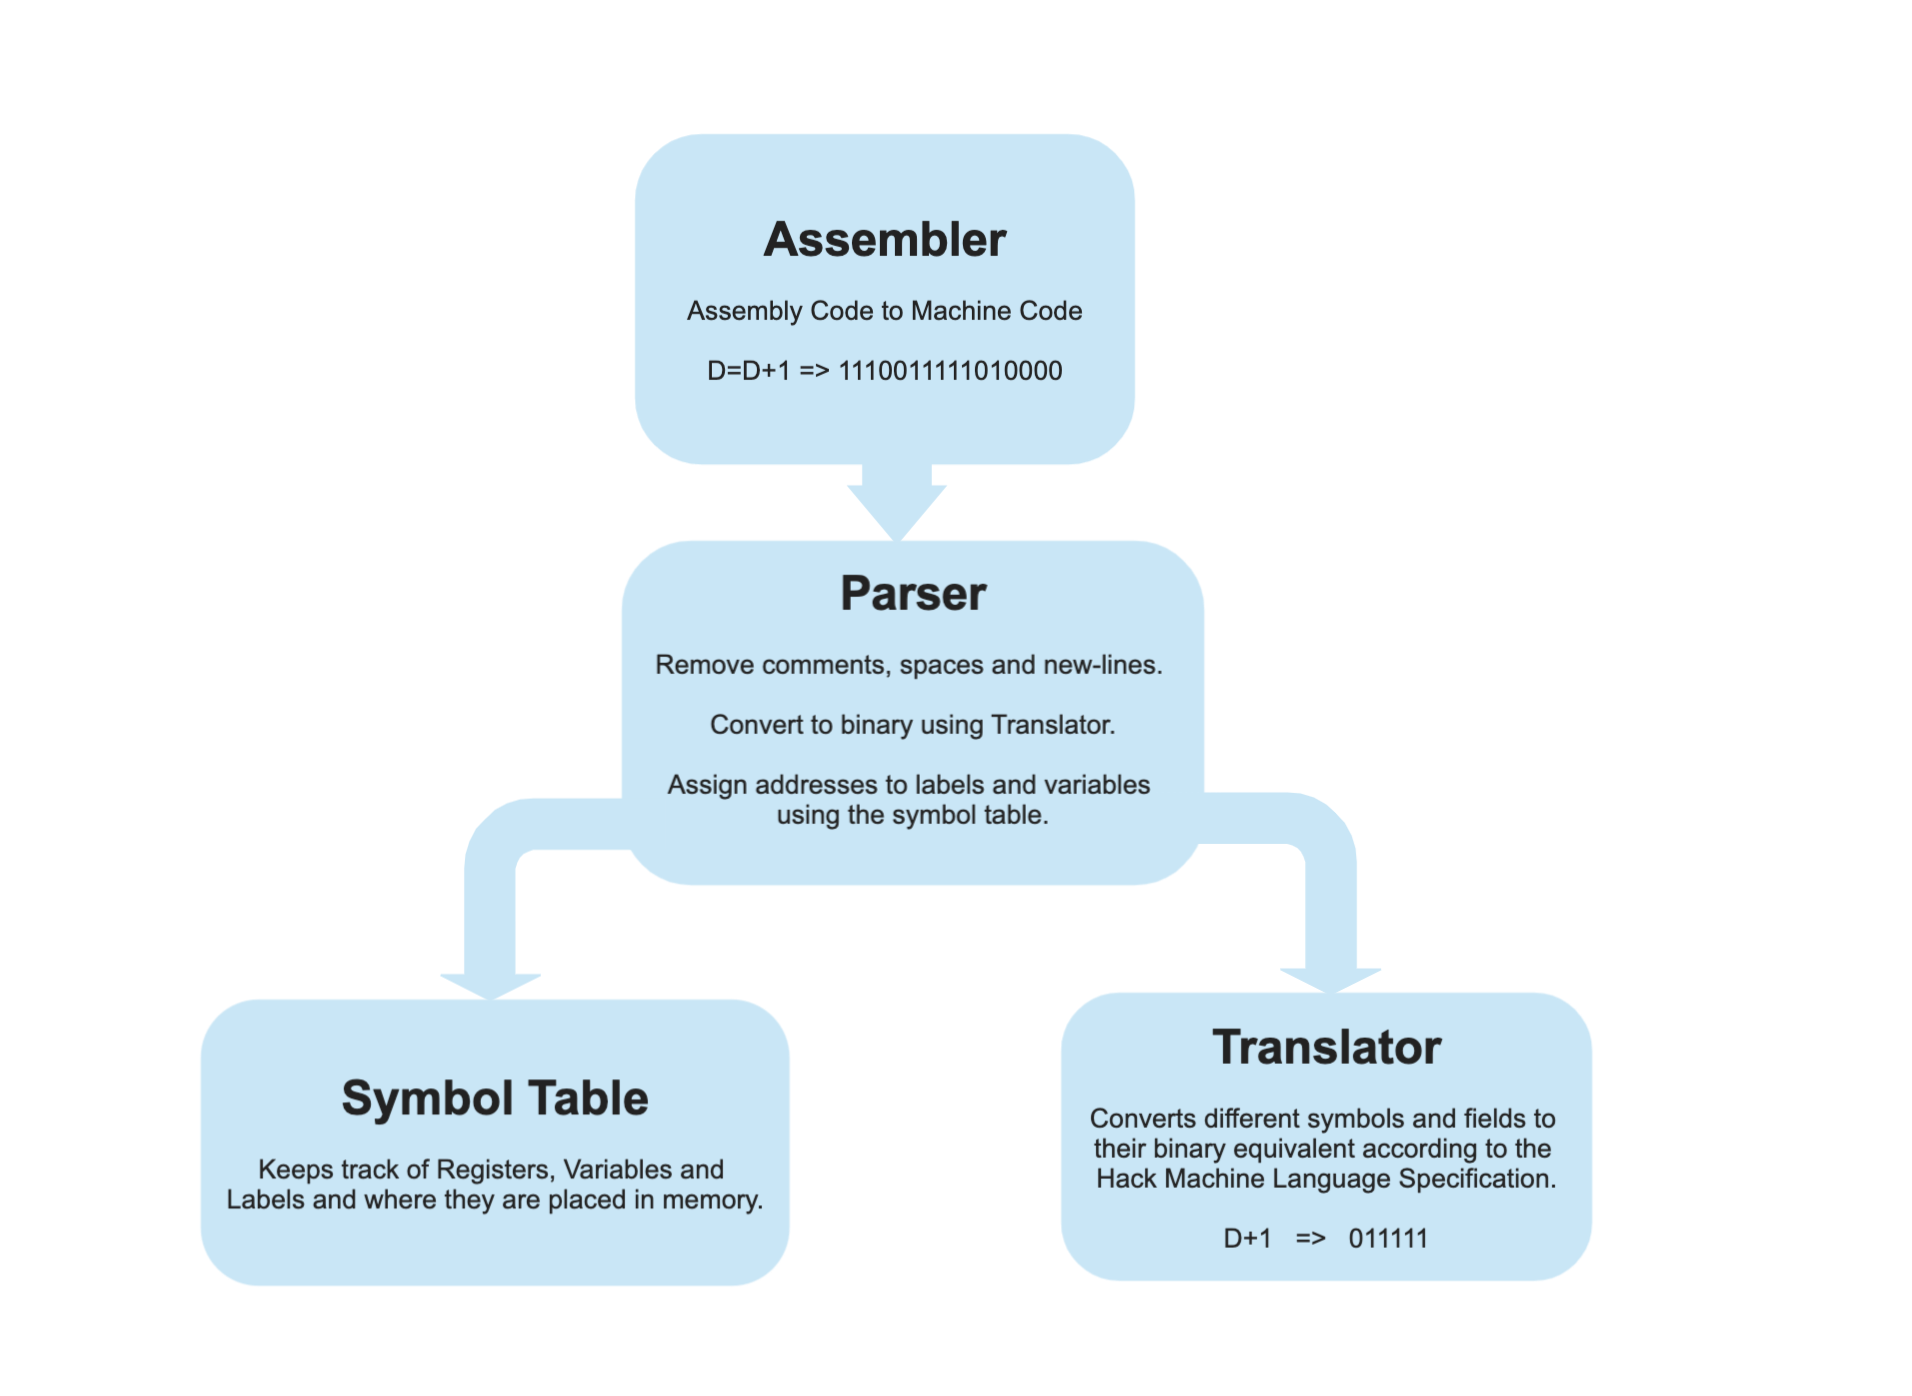 Assembler
Assembly Code to Machine Code
D=D+1 => 1110011111010000
Parser
Remove comments, spaces and new-lines.
Convert to binary using Translator.
Assign addresses to labels and variables
using the symbol table.
Symbol Table
Keeps track of Registers, Variables and
Labels and where they are placed in memory.
Translator
Converts different symbols and fields to
their binary equivalent according to the
Hack Machine Language Specification.
D+1 => 011111